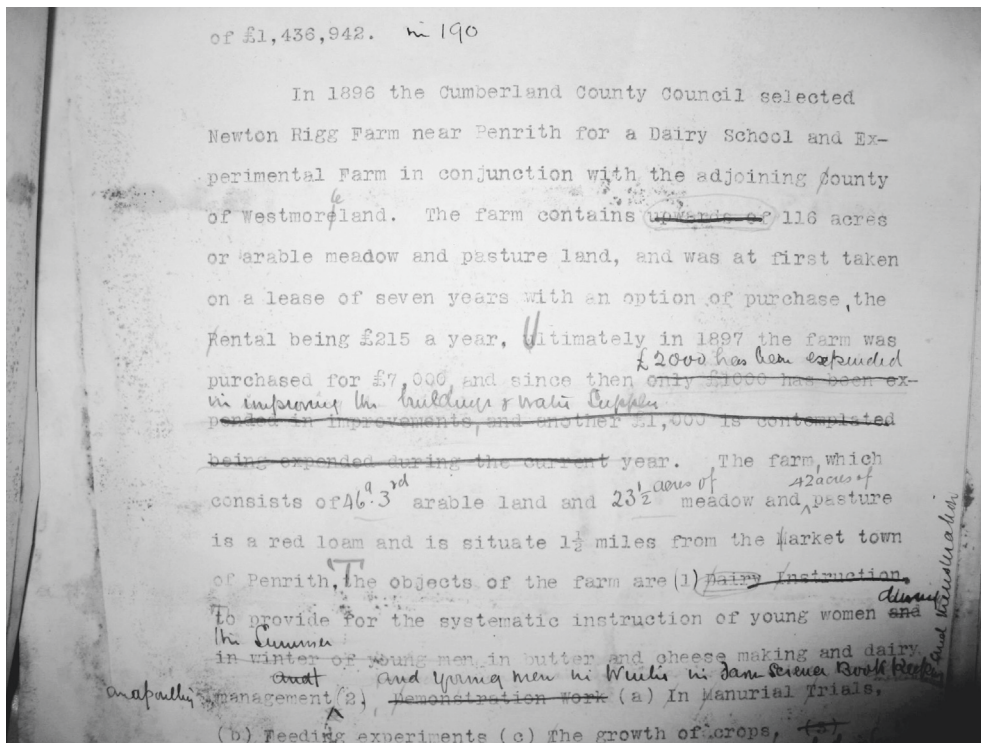 of £1,436,942. in 190
In 1896 the Cumberland County Council selected
Newton Rigg Farm near Penrith for a Dairy School and Ex-
perimental Farm in conjunction with the adjoining County
of Westmoreland. The farm contains upwards of 116 acres
or arable meadow and pasture land, and was at first taken
on a lease of seven years with an option of purchase, the
Rental being £215 a year, Ultimately in 1897 the farm was
£2000 has been expended
purchased for £7,000, and since then only £1000 has been ex-
in improving the buildings & water supplies
pended in improvements, and another £1,000 is contemplated
being expended during the current year. The farm, which
consists of 46 a. 3 rd arable land and 23½ acres of meadow and 42 acres of pasture
is a red loam and is situate 1½ miles from the Market town
of Penrith, The objects of the farm are (1) Dairy Instruction.
To provide for the systematic instruction of young women and during
the Summer
in winter of young men in butter and cheese making and dairy
and young men in Winter in Farm Science Book Keeping
management (2) Demonstration work (a) In Manurial Trials,
(b) Feeding experiments (c) The growth of crops, (3)